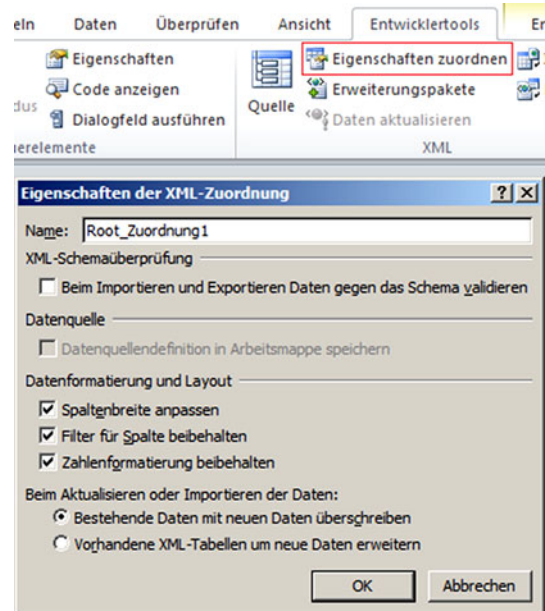 eln Daten Überprüfen Ansicht Entwicklertools
Eigenschaften
Code anzeigen
dus
Dialogfeld ausführen
Quelle
Eigenschaften zuordnen
Erweiterungspakete
Daten aktualisieren
uerelemente
XML
Eigenschaften der XML-Zuordnung
Name: Root_Zuordnung1
XML-Schemaüberprüfung
Beim Importieren und Exportieren Daten gegen das Schema validieren
Datenquelle
Datenquellendefinition in Arbeitsmappe speichern
Datenformatierung und Layout
Spaltenbreite anpassen
Filter für Spalte beibehalten
Zahlenformatierung beibehalten
Beim Aktualisieren oder Importieren der Daten:
Bestehende Daten mit neuen Daten überschreiben
Vorhandene XML-Tabellen um neue Daten erweitern
OK Abbrechen